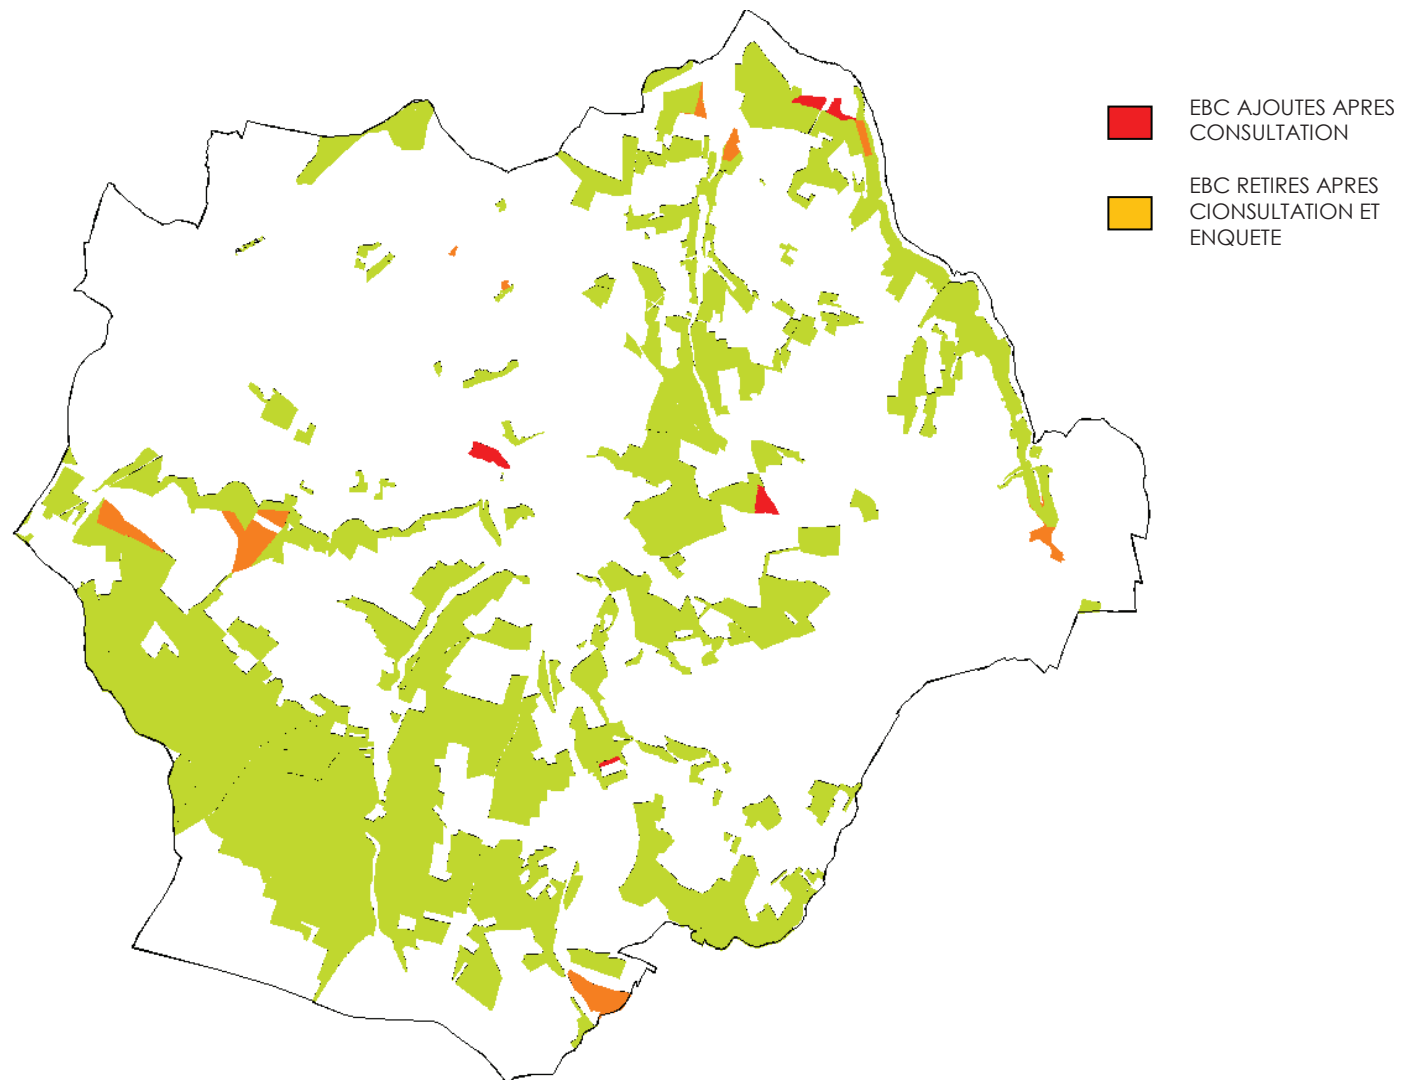 EBC AJOUTES APRES
CONSULTATION
EBC RETIRES APRES
CIONSULTATION ET
ENQUETE